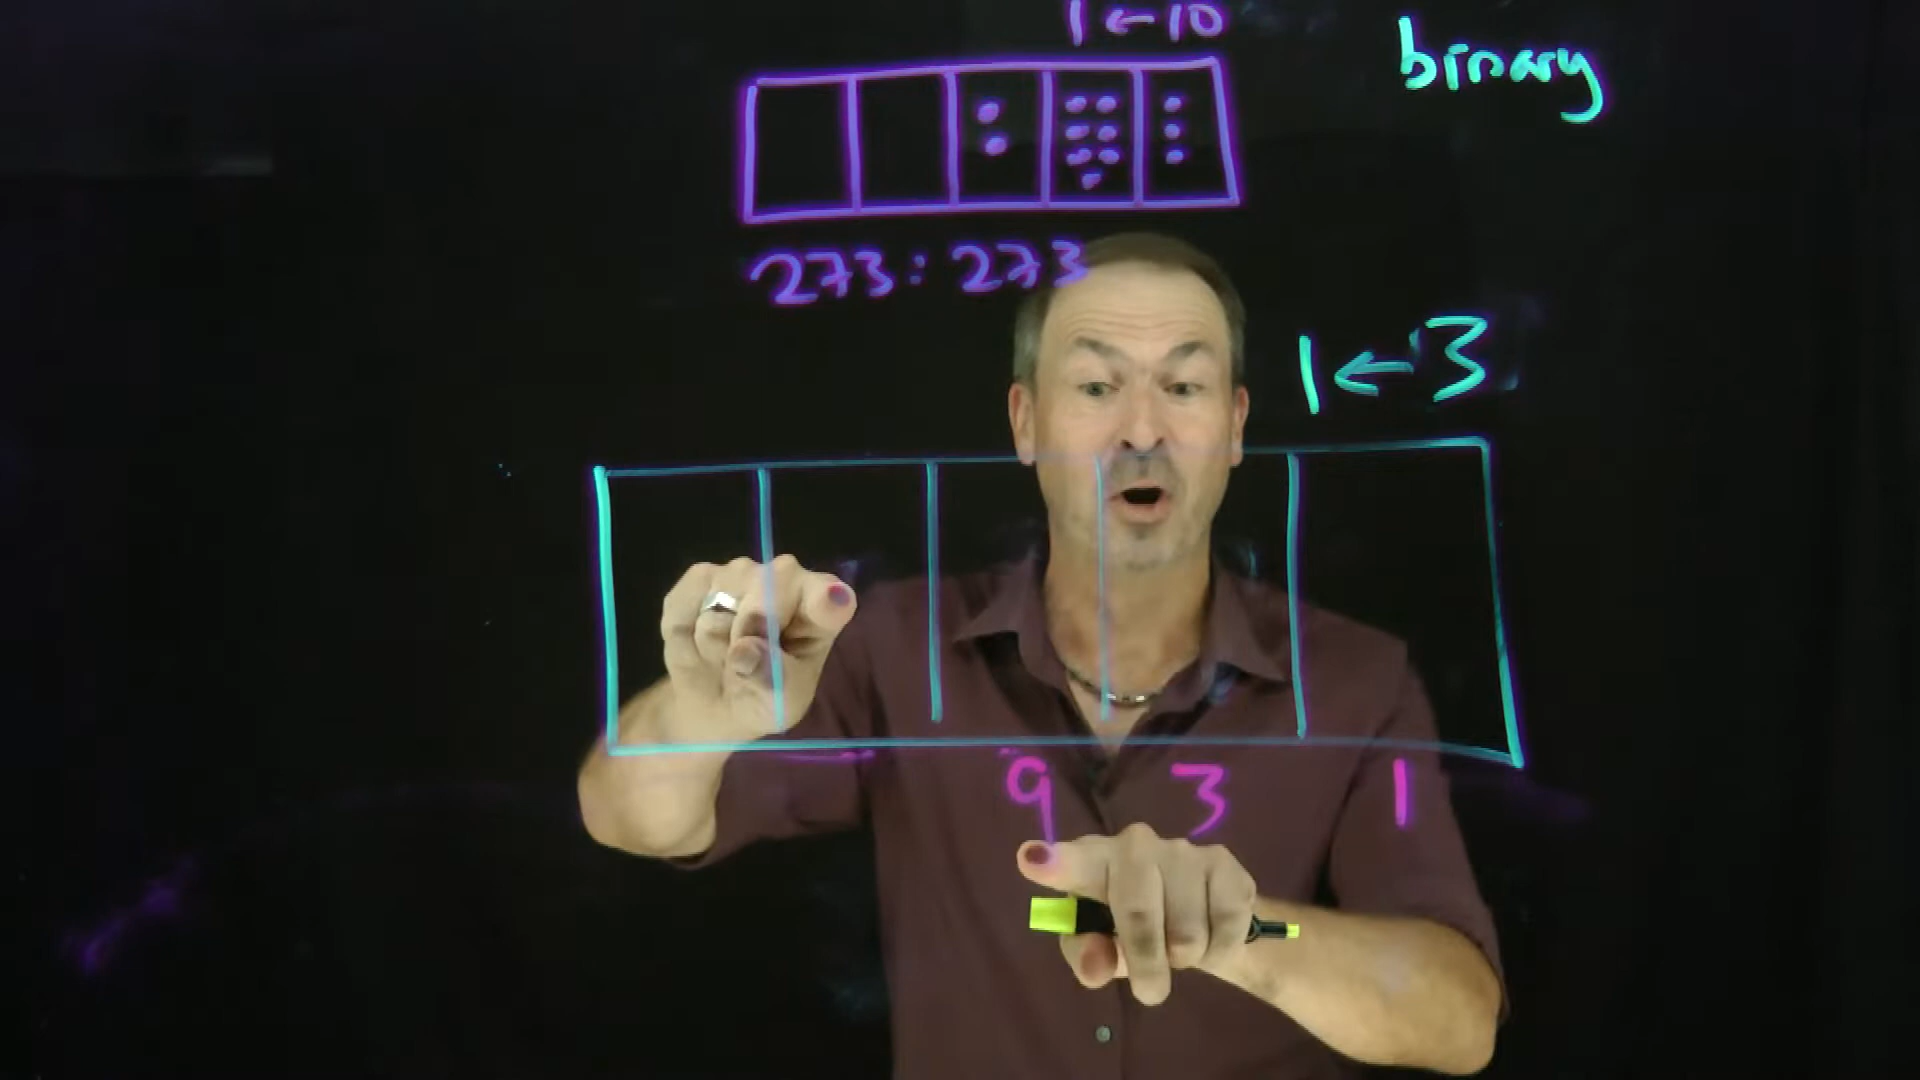 1 ← 10
binary
273 : 273
1 ← 3
9 3 1